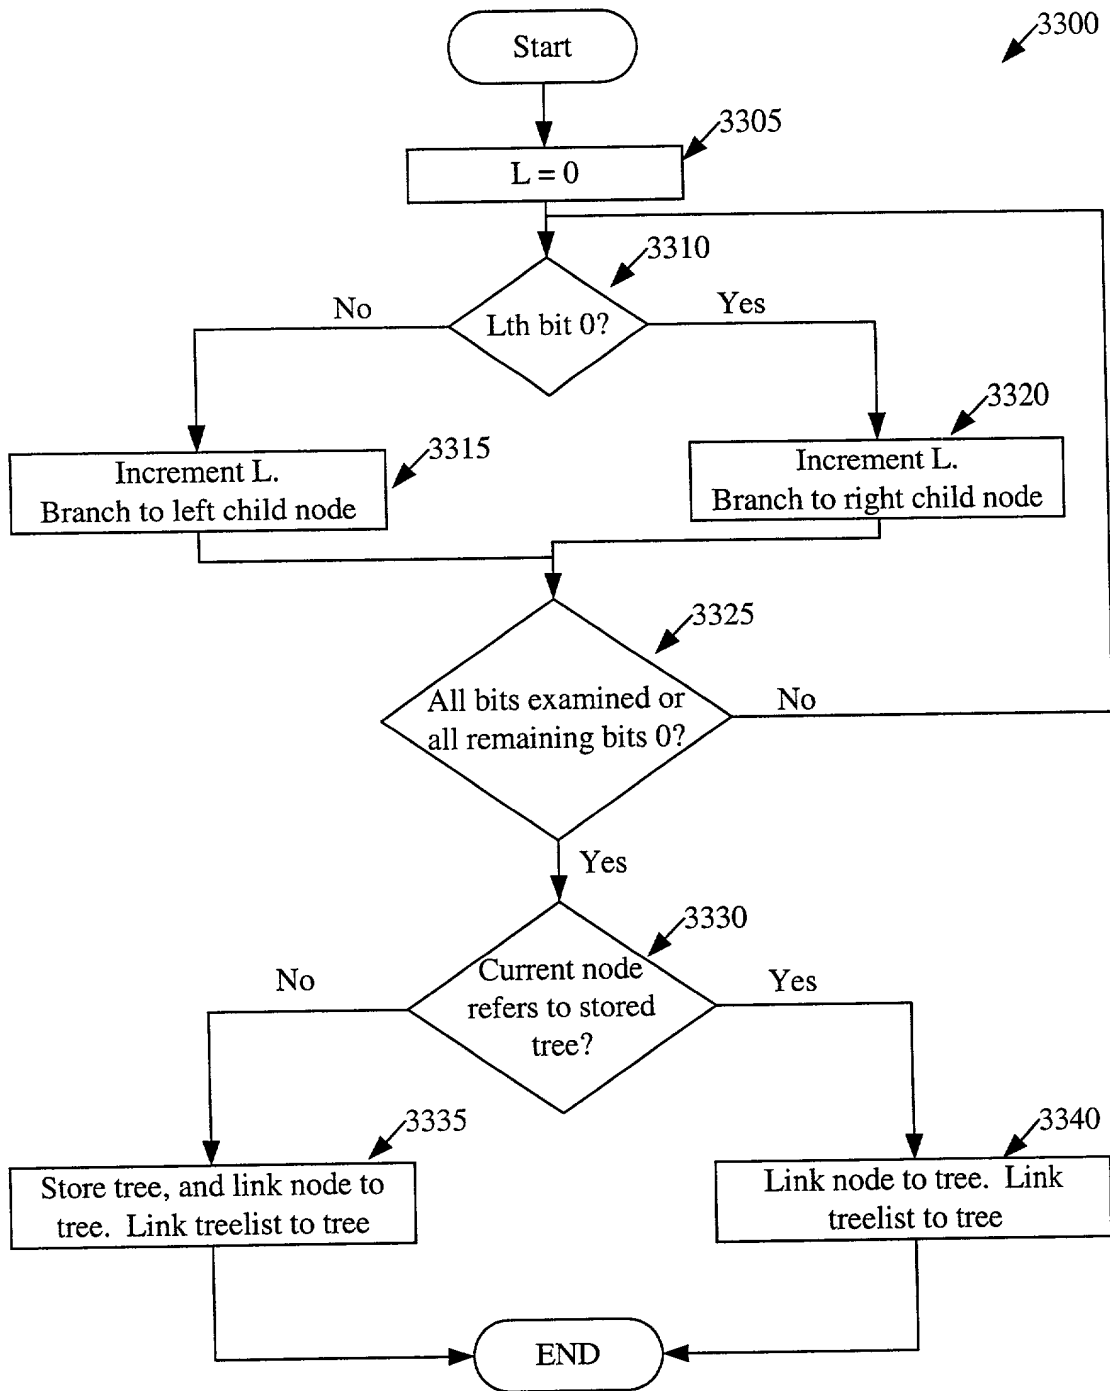 3300
Start
3305
L = 0
3310
No
Yes
Lth bit 0?
3320
3315
Increment L.
Branch to left child node
Increment L.
Branch to right child node
3325
All bits examined or
all remaining bits 0?
No
Yes
3330
Current node
refers to stored
tree?
No
Yes
3335
3340
Store tree, and link node to
tree. Link treelist to tree
Link node to tree. Link
treelist to tree
END